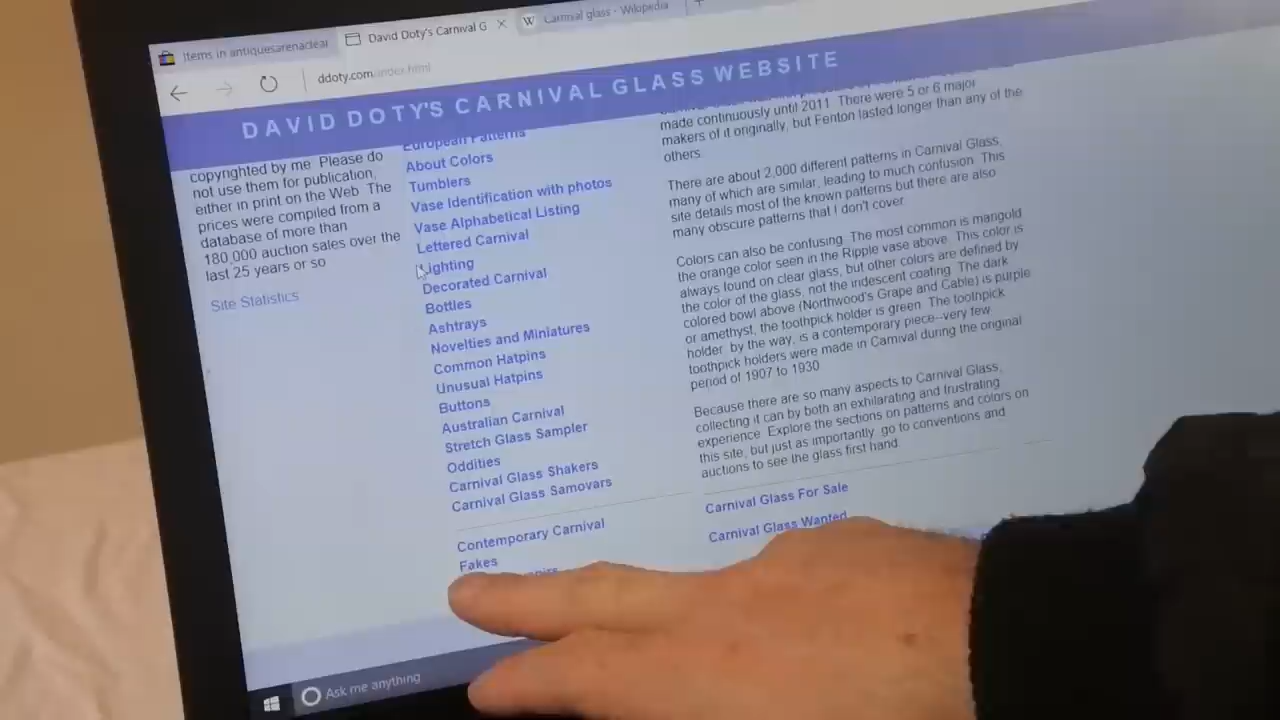 Items in antiquesarenaclear
David Doty's Carnival G
Carnival glass - Wikipedia
ddoty.com/index.html
DAVID DOTY'S CARNIVAL GLASS WEBSITE
copyrighted by me. Please do
not use them for publication,
either in print on the Web. The
prices were compiled from a
database of more than
180,000 auction sales over the
last 25 years or so
Site Statistics
European Patterns
About Colors
Tumblers
Vase Identification with photos
Vase Alphabetical Listing
Lettered Carnival
Lighting
Decorated Carnival
Bottles
Ashtrays
Novelties and Miniatures
Common Hatpins
Unusual Hatpins
Buttons
Australian Carnival
Stretch Glass Sampler
Oddities
Carnival Glass Shakers
Carnival Glass Samovars
Contemporary Carnival
Fakes
made continuously until 2011. There were 5 or 6 major
makers of it originally, but Fenton lasted longer than any of the
others.
There are about 2,000 different patterns in Carnival Glass,
many of which are similar, leading to much confusion. This
site details most of the known patterns but there are also
many obscure patterns that I don't cover.
Colors can also be confusing. The most common is marigold
the orange color seen in the Ripple vase above. This color is
always found on clear glass, but other colors are defined by
the color of the glass, not the iridescent coating. The dark
colored bowl above (Northwood's Grape and Cable) is purple
or amethyst, the toothpick holder is green. The toothpick
holder, by the way, is a contemporary piece--very few
toothpick holders were made in Carnival during the original
period of 1907 to 1930.
Because there are so many aspects to Carnival Glass,
collecting it can by both an exhilarating and frustrating
experience. Explore the sections on patterns and colors on
this site, but just as importantly, go to conventions and
auctions to see the glass first hand.
Carnival Glass For Sale
Carnival Glass Wanted
Ask me anything